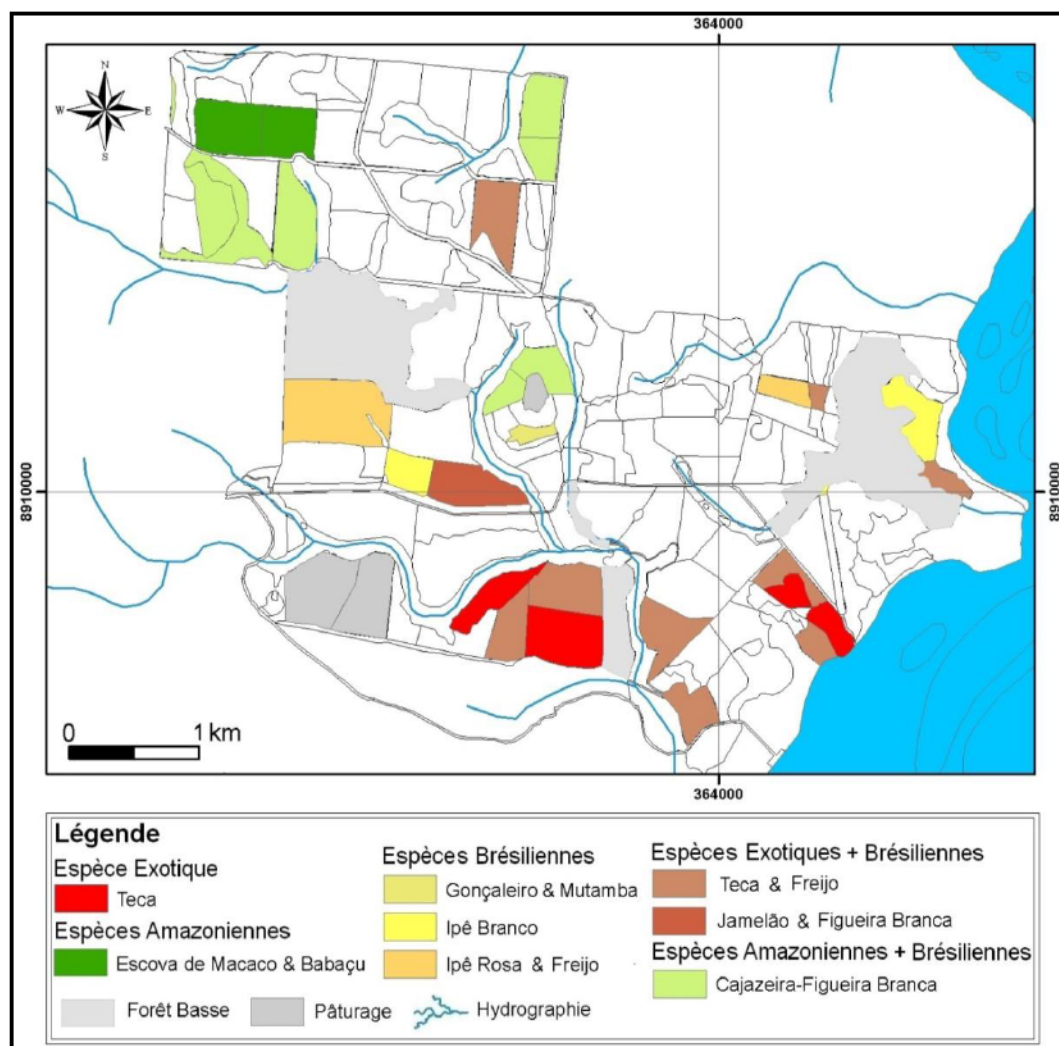 364000
N
W E
S
8910000
8910000
0 1 km
364000
Légende
Espèce Exotique
Teca
Espèces Amazoniennes
Escova de Macaco & Babaçu
Espèces Brésiliennes
Gonçaleiro & Mutamba
Ipê Branco
Ipê Rosa & Freijo
Espèces Exotiques + Brésiliennes
Teca & Freijo
Jamelão & Figueira Branca
Espèces Amazoniennes + Brésiliennes
Cajazeira-Figueira Branca
Forêt Basse
Pâturage
Hydrographie